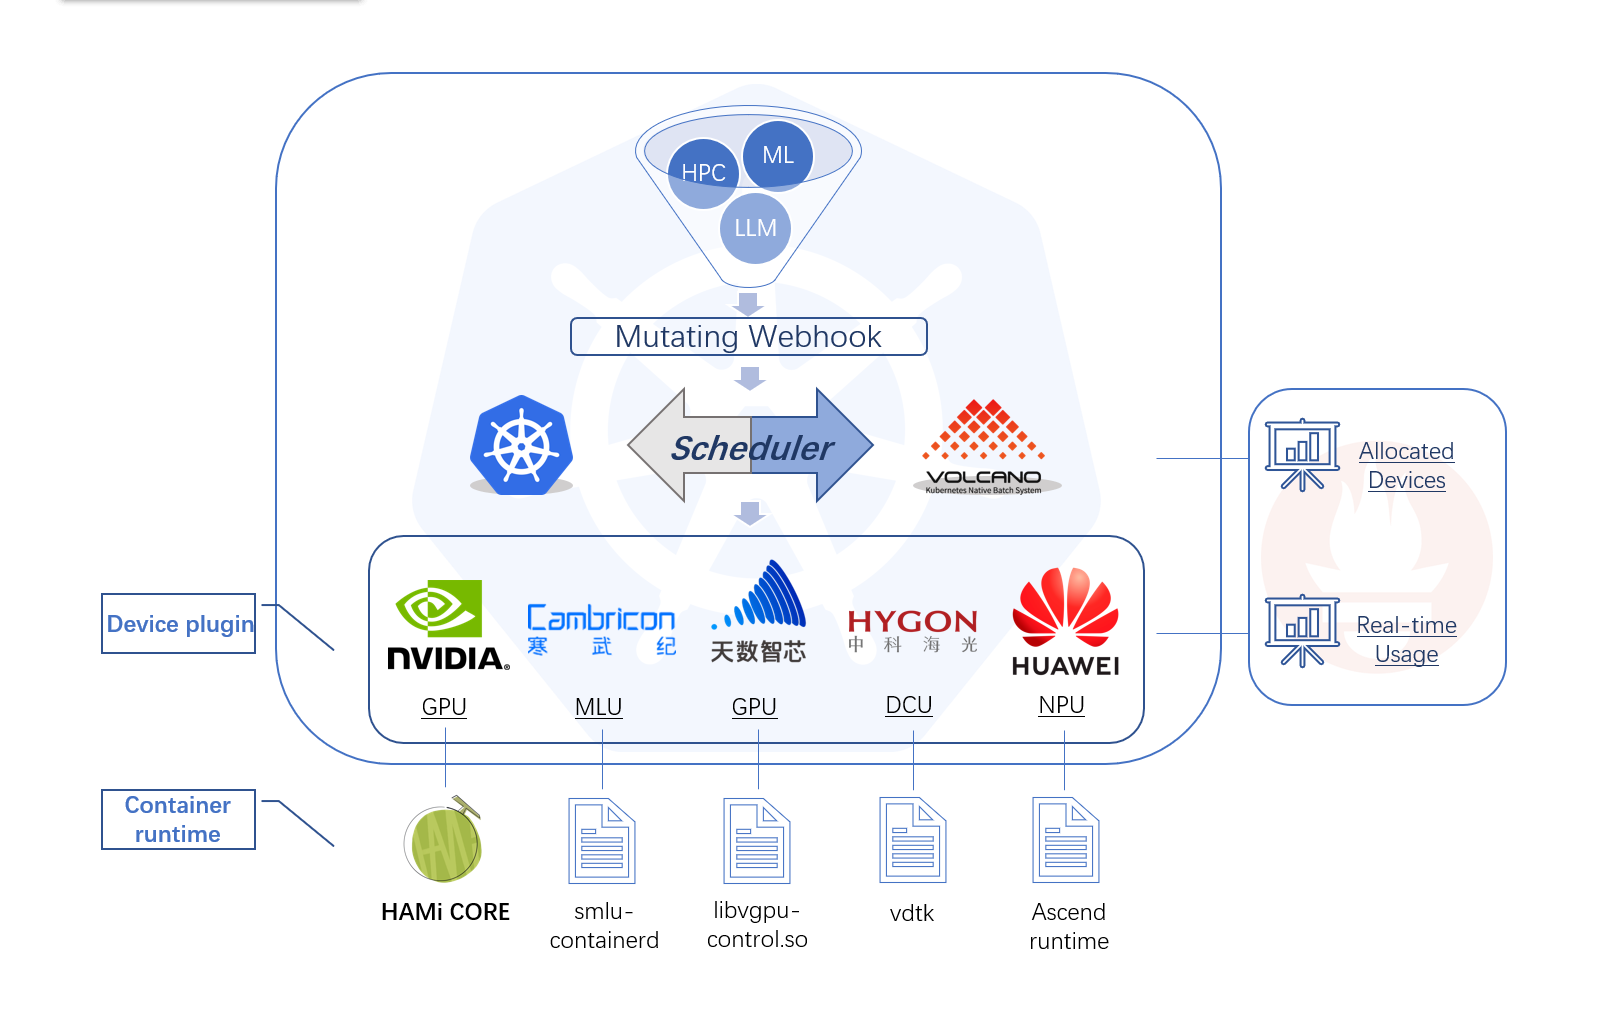 HPC
ML
LLM
Mutating Webhook
Scheduler
VOLCANO
Kubernetes Native Batch System
Allocated
Devices
Real-time
Usage
Device plugin
NVIDIA®
Cambricon
寒 武 纪
天数智芯
HYGON
中 科 海 光
HUAWEI
GPU
MLU
GPU
DCU
NPU
Container
runtime
HAMi
HAMi CORE
smlu-
containerd
libvgpu-
control.so
vdtk
Ascend
runtime